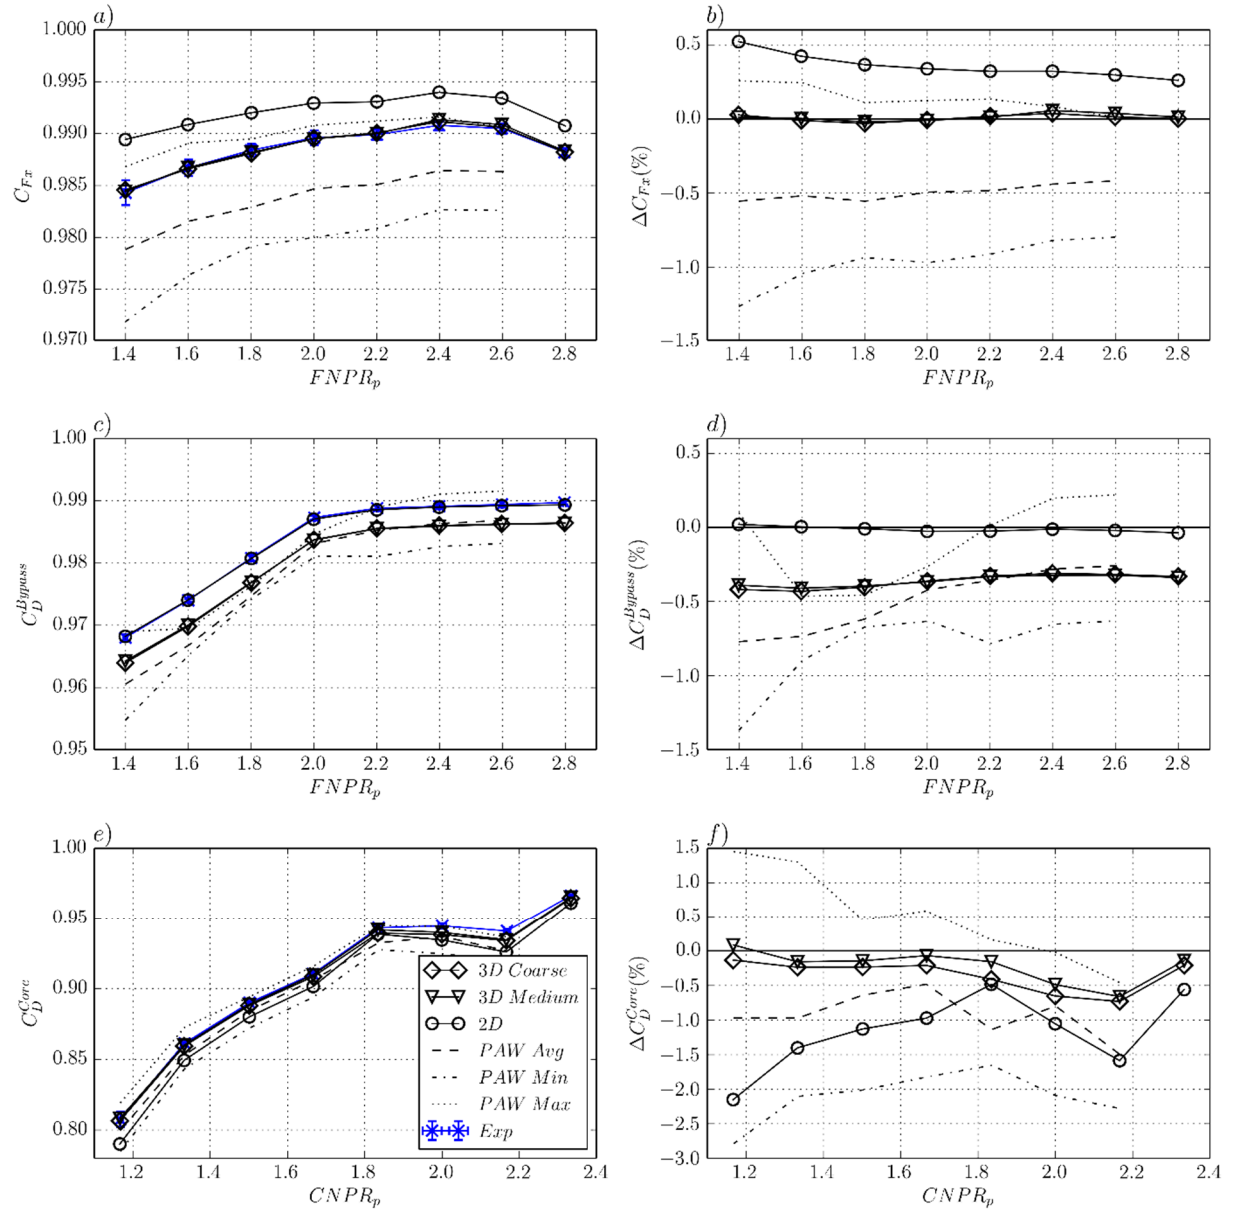 a)
1.000
0.995
0.990
0.985
0.980
0.975
0.970
C_{Fx}
1.4 1.6 1.8 2.0 2.2 2.4 2.6 2.8
FNPR_p
b)
0.5
0.0
−0.5
−1.0
−1.5
ΔC_{Fx}(%)
1.4 1.6 1.8 2.0 2.2 2.4 2.6 2.8
FNPR_p
c)
1.00
0.99
0.98
0.97
0.96
0.95
C_D^{Bypass}
1.4 1.6 1.8 2.0 2.2 2.4 2.6 2.8
FNPR_p
d)
0.5
0.0
−0.5
−1.0
−1.5
ΔC_D^{Bypass}(%)
1.4 1.6 1.8 2.0 2.2 2.4 2.6 2.8
FNPR_p
e)
1.00
0.95
0.90
0.85
0.80
C_D^{Core}
3D Coarse
3D Medium
2D
PAW Avg
PAW Min
PAW Max
Exp
1.2 1.4 1.6 1.8 2.0 2.2 2.4
CNPR_p
f)
1.5
1.0
0.5
0.0
−0.5
−1.0
−1.5
−2.0
−2.5
−3.0
ΔC_D^{Core}(%)
1.2 1.4 1.6 1.8 2.0 2.2 2.4
CNPR_p